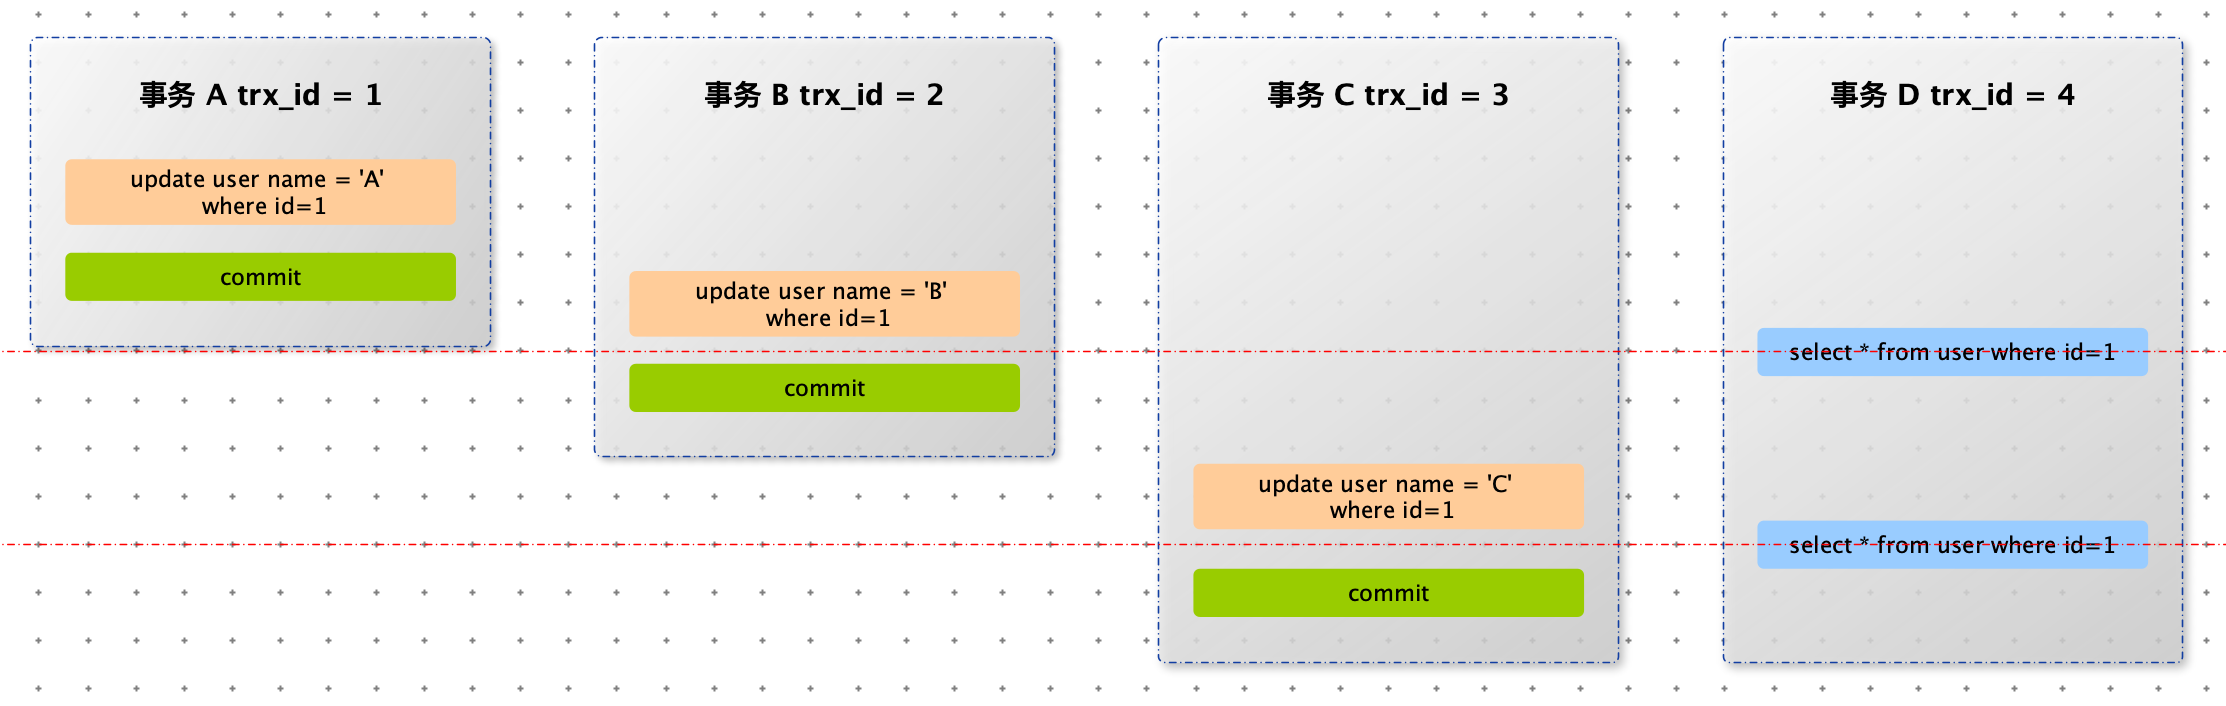 事务 A trx_id = 1
update user name = 'A'
where id=1
commit
事务 B trx_id = 2
update user name = 'B'
where id=1
commit
事务 C trx_id = 3
update user name = 'C'
where id=1
commit
事务 D trx_id = 4
select * from user where id=1
select * from user where id=1